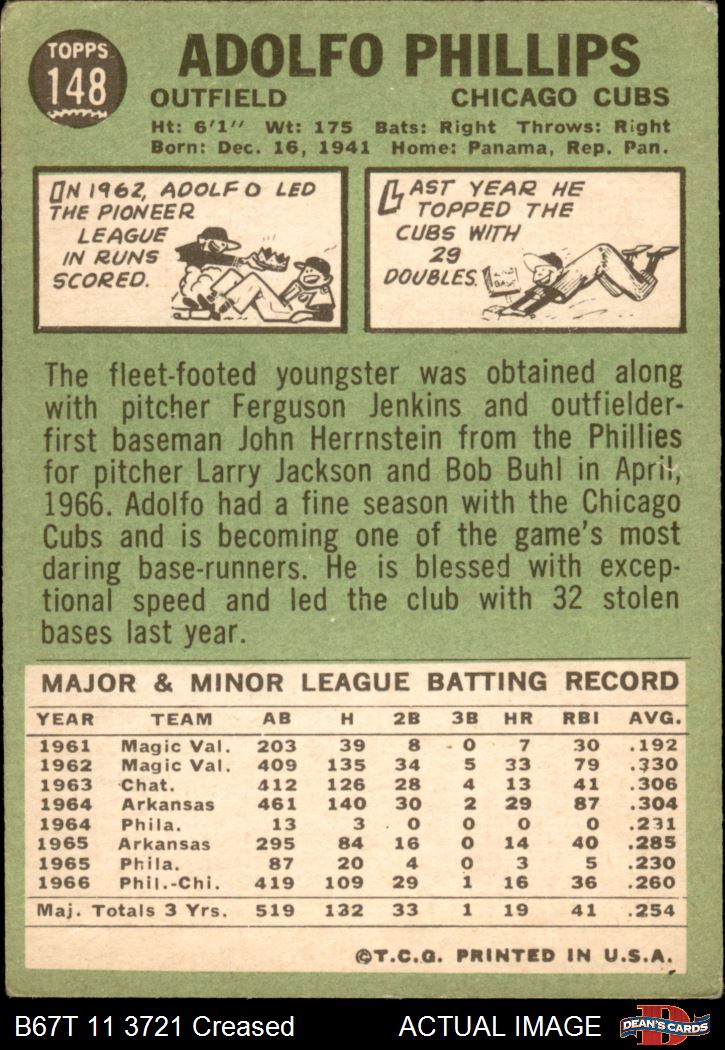 TOPPS
148
ADOLFO PHILLIPS
OUTFIELD CHICAGO CUBS
Ht: 6'1" Wt: 175 Bats: Right Throws: Right
Born: Dec. 16, 1941 Home: Panama, Rep. Pan.
IN 1962, ADOLFO LED
THE PIONEER
LEAGUE
IN RUNS
SCORED.
LAST YEAR HE
TOPPED THE
CUBS WITH
29
DOUBLES.
The fleet-footed youngster was obtained along
with pitcher Ferguson Jenkins and outfielder-
first baseman John Herrnstein from the Phillies
for pitcher Larry Jackson and Bob Buhl in April,
1966. Adolfo had a fine season with the Chicago
Cubs and is becoming one of the game's most
daring base-runners. He is blessed with excep-
tional speed and led the club with 32 stolen
bases last year.
MAJOR & MINOR LEAGUE BATTING RECORD
YEAR TEAM AB H 2B 3B HR RBI AVG.
1961 Magic Val. 203 39 8 0 7 30 .192
1962 Magic Val. 409 135 34 5 33 79 .330
1963 Chat. 412 126 28 4 13 41 .306
1964 Arkansas 461 140 30 2 29 87 .304
1964 Phila. 13 3 0 0 0 0 .231
1965 Arkansas 295 84 16 0 14 40 .285
1965 Phila. 87 20 4 0 3 5 .230
1966 Phil.-Chi. 419 109 29 1 16 36 .260
Maj. Totals 3 Yrs. 519 132 33 1 19 41 .254
©T.C.G. PRINTED IN U.S.A.
B67T 11 3721 Creased ACTUAL IMAGE
DEAN'S CARDS